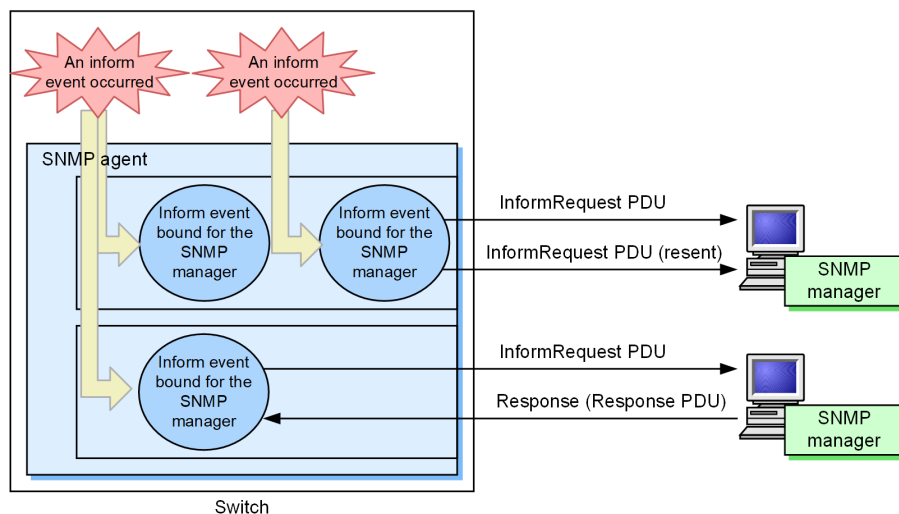 An inform
event occurred
An inform
event occurred
SNMP agent
Inform event
bound for the
SNMP
manager
Inform event
bound for the
SNMP
manager
InformRequest PDU
InformRequest PDU (resent)
SNMP
manager
Inform event
bound for the
SNMP
manager
InformRequest PDU
Response (Response PDU)
SNMP
manager
Switch